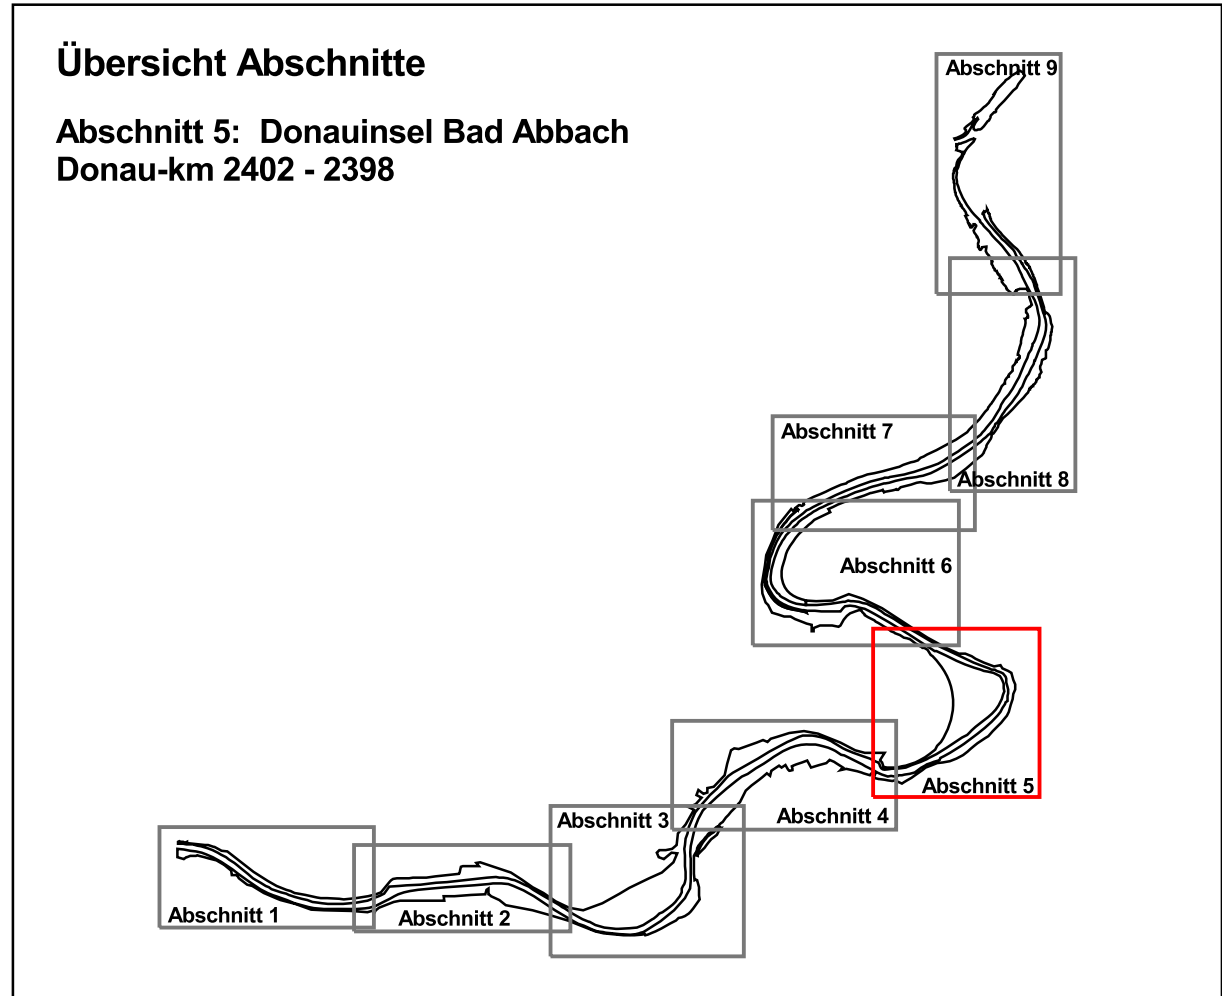 Übersicht Abschnitte
Abschnitt 5:  Donauinsel Bad Abbach
Donau-km 2402 - 2398
Abschnitt 9
Abschnitt 7
Abschnitt 8
Abschnitt 6
Abschnitt 5
Abschnitt 3
Abschnitt 4
Abschnitt 1
Abschnitt 2